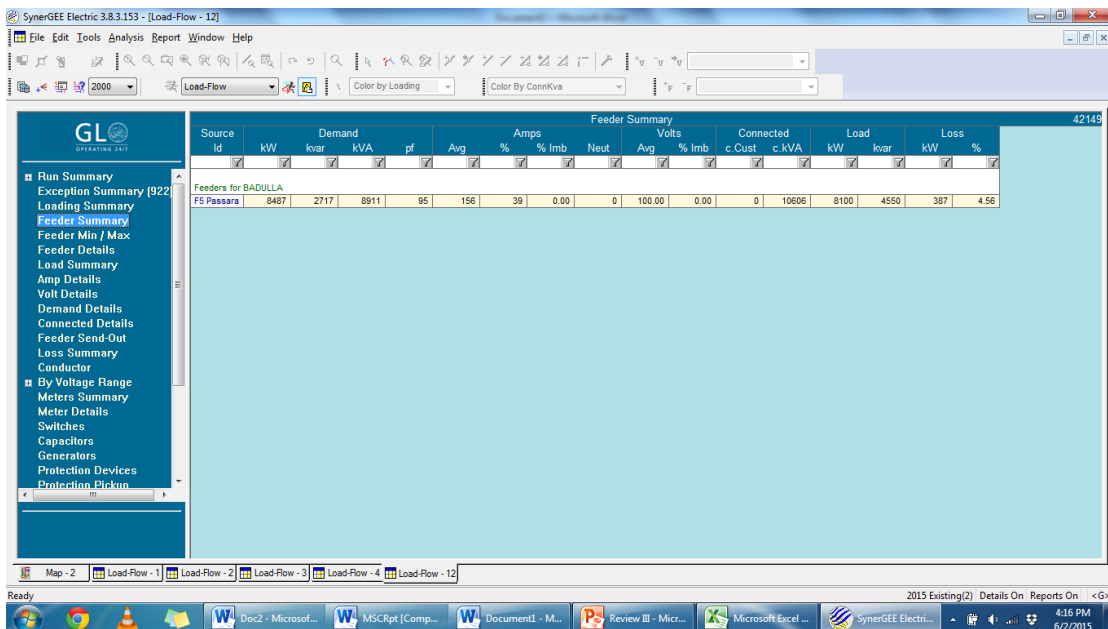 SynerGEE Electric 3.8.3.153 - [Load-Flow - 12]
File Edit Tools Analysis Report Window Help
2000 Load-Flow Color by Loading Color By ConnKva
GL
OPERATING 24/7
Run Summary
Exception Summary (922)
Loading Summary
Feeder Summary
Feeder Min / Max
Feeder Details
Load Summary
Amp Details
Volt Details
Demand Details
Connected Details
Feeder Send-Out
Loss Summary
Conductor
By Voltage Range
Meters Summary
Meter Details
Switches
Capacitors
Generators
Protection Devices
Protection Pickup
Feeder Summary 42149
Source Demand Amps Volts Connected Load Loss
Id kW kvar kVA pf Avg % % Imb Neut Avg % Imb c.Cust c.kVA kW kvar kW %
Feeders for BADULLA
F5 Passara 8487 2717 8911 95 156 39 0.00 0 100.00 0.00 0 10606 8100 4550 387 4.56
Map - 2 Load-Flow - 1 Load-Flow - 2 Load-Flow - 3 Load-Flow - 4 Load-Flow - 12
Ready 2015 Existing(2) Details On Reports On <G>
Doc2 - Microsof... MSCRpt [Comp... Document1 - M... Review III - Micr... Microsoft Excel ... SynerGEE Electri... 4:16 PM
6/2/2015